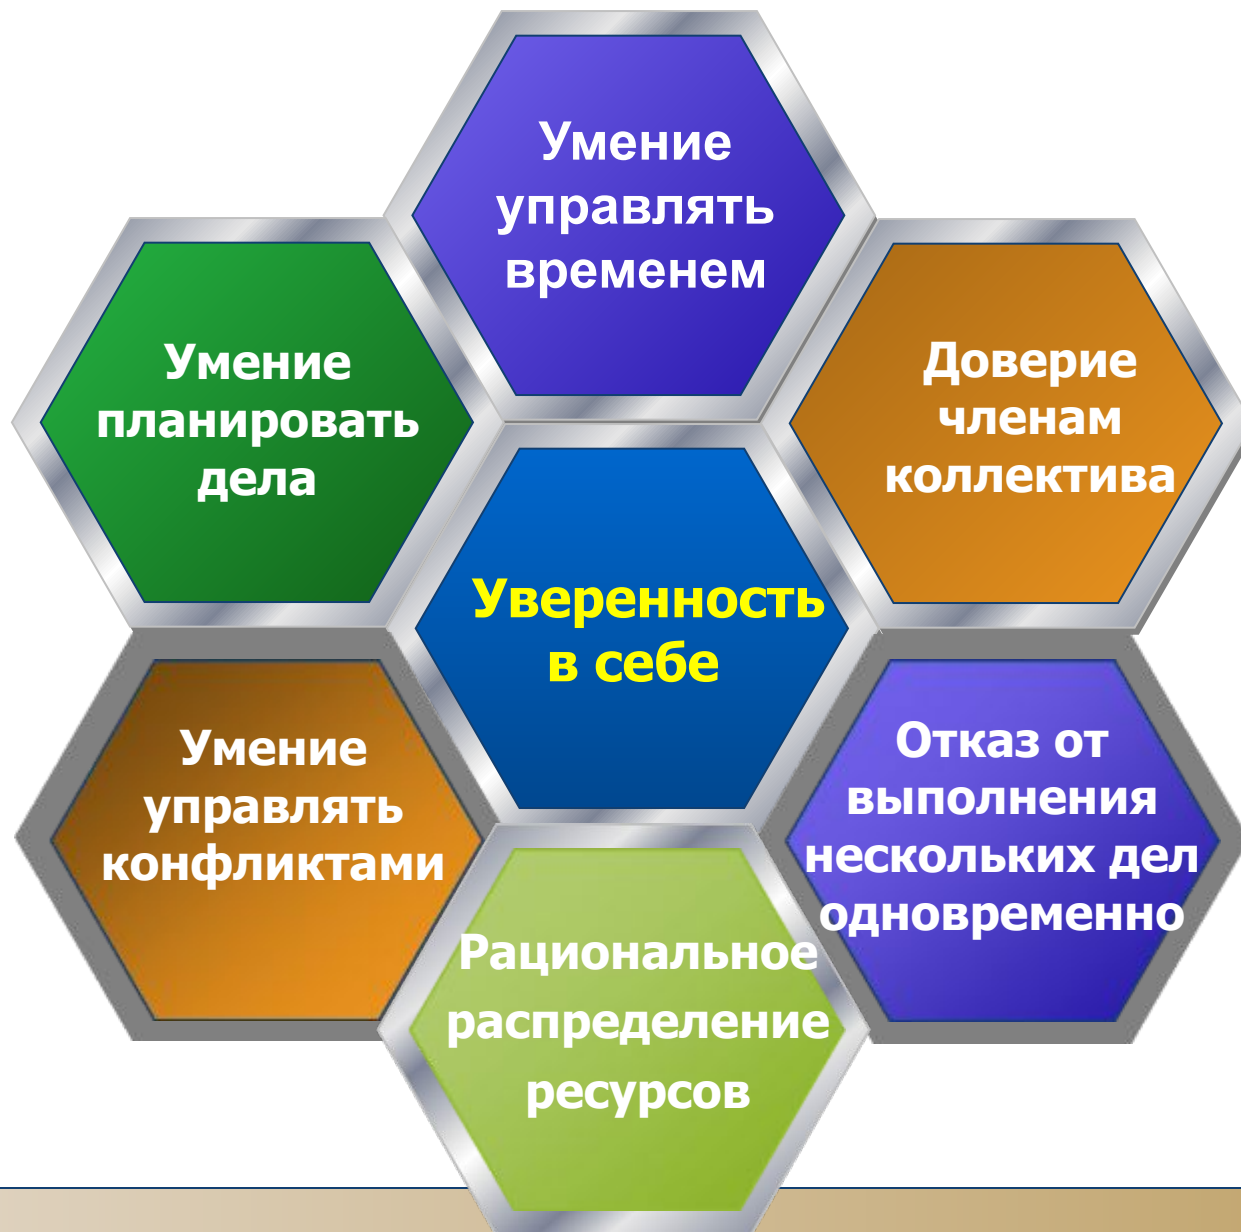 Умение
управлять
временем
Умение
планировать
дела
Доверие
членам
коллектива
Уверенность
в себе
Умение
управлять
конфликтами
Отказ от
выполнения
нескольких дел
одновременно
Рациональное
распределение
ресурсов